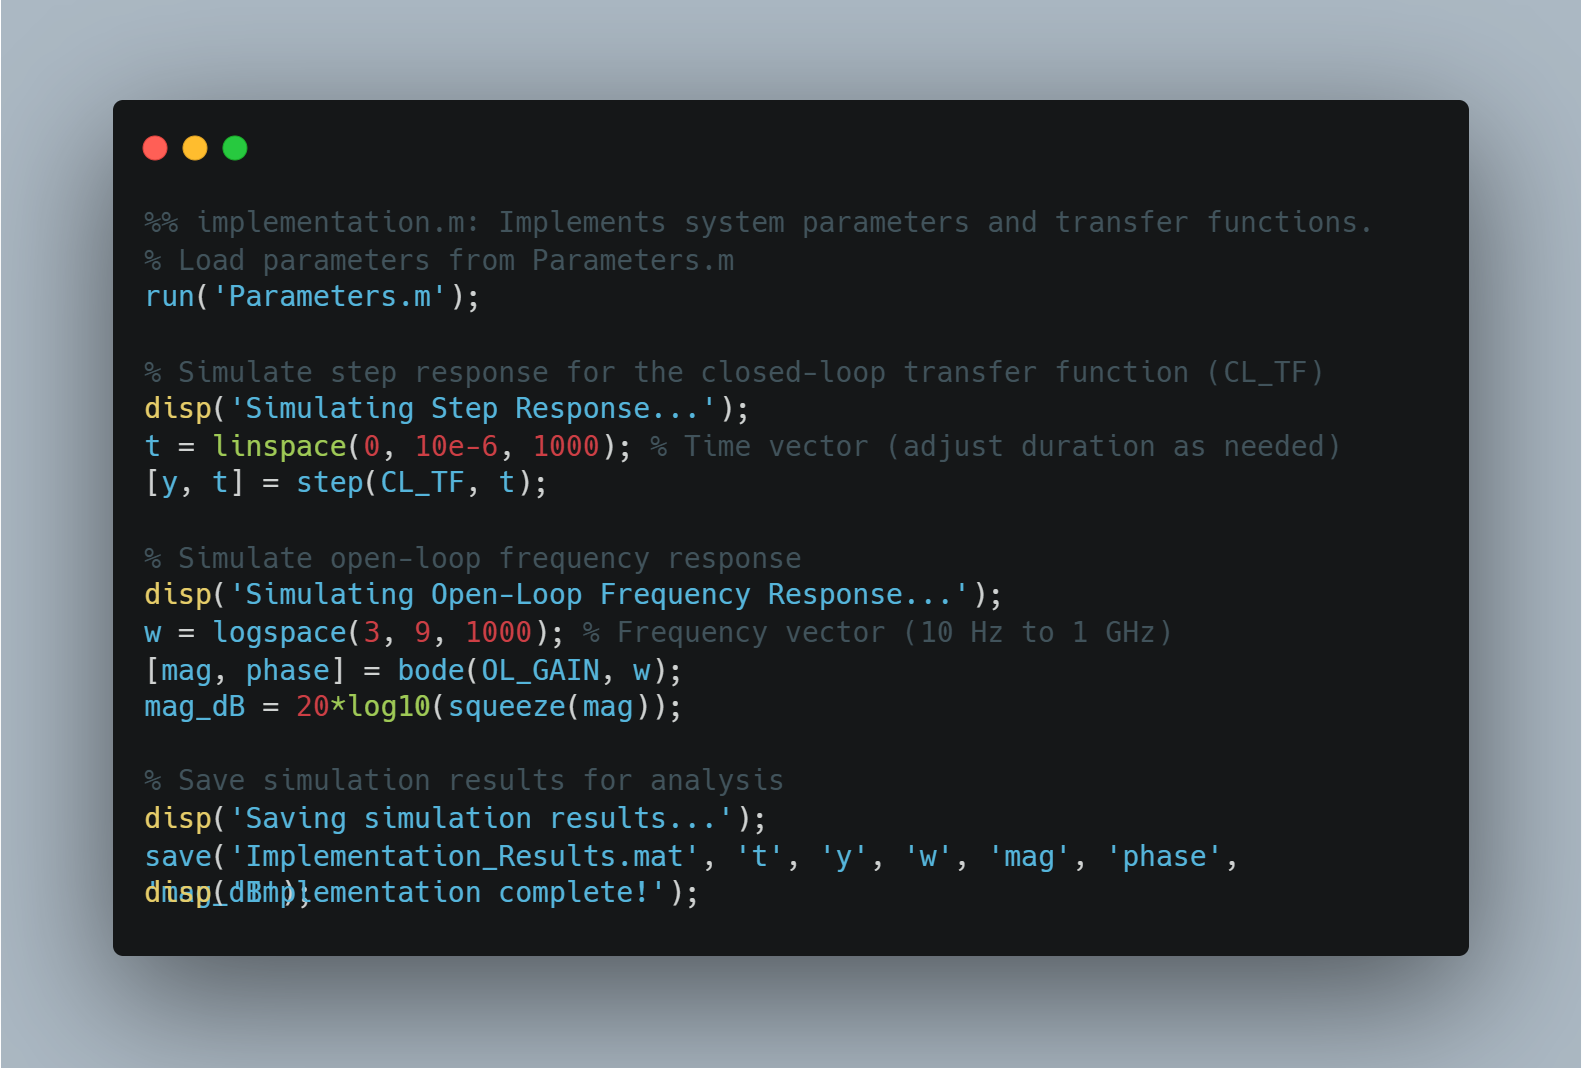 %% implementation.m: Implements system parameters and transfer functions.
% Load parameters from Parameters.m
run('Parameters.m');
% Simulate step response for the closed-loop transfer function (CL_TF)
disp('Simulating Step Response...');
t = linspace(0, 10e-6, 1000); % Time vector (adjust duration as needed)
[y, t] = step(CL_TF, t);
% Simulate open-loop frequency response
disp('Simulating Open-Loop Frequency Response...');
w = logspace(3, 9, 1000); % Frequency vector (10 Hz to 1 GHz)
[mag, phase] = bode(OL_GAIN, w);
mag_dB = 20*log10(squeeze(mag));
% Save simulation results for analysis
disp('Saving simulation results...');
save('Implementation_Results.mat', 't', 'y', 'w', 'mag', 'phase',
'mag_dB');
disp('Implementation complete!');